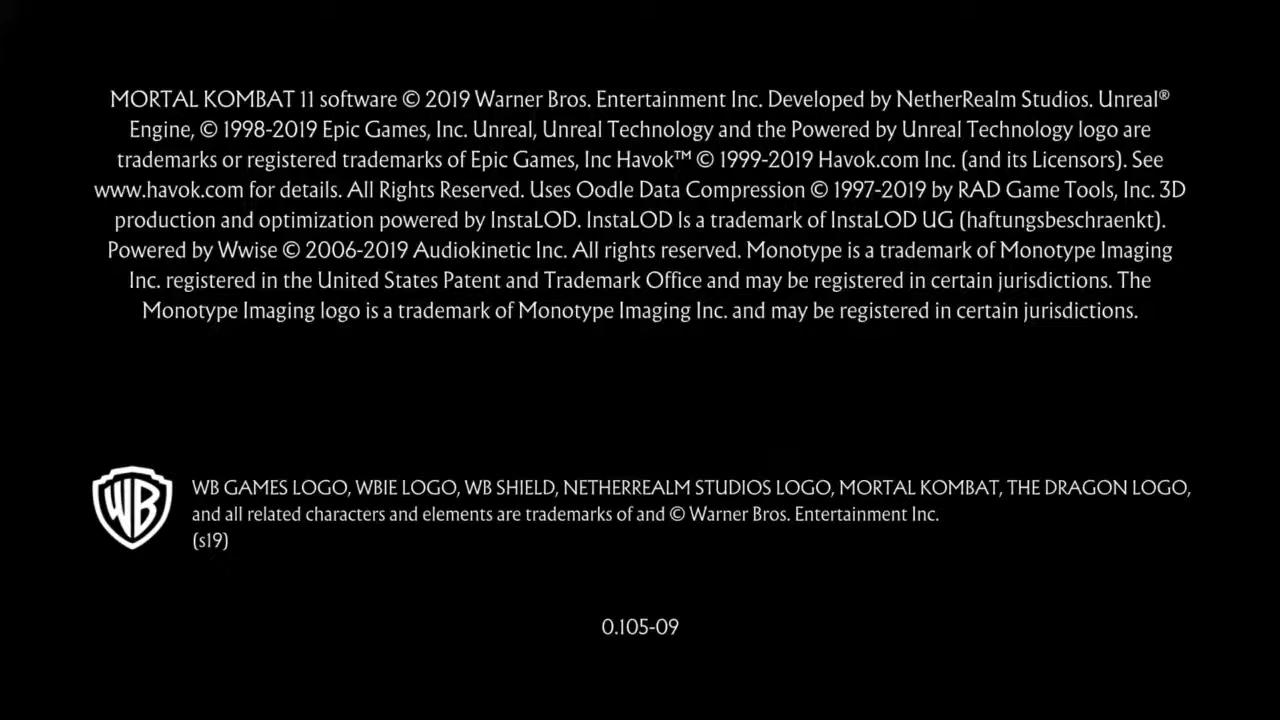 MORTAL KOMBAT 11 software © 2019 Warner Bros. Entertainment Inc. Developed by NetherRealm Studios. Unreal®
Engine, © 1998-2019 Epic Games, Inc. Unreal, Unreal Technology and the Powered by Unreal Technology logo are
trademarks or registered trademarks of Epic Games, Inc Havok™ © 1999-2019 Havok.com Inc. (and its Licensors). See
www.havok.com for details. All Rights Reserved. Uses Oodle Data Compression © 1997-2019 by RAD Game Tools, Inc. 3D
production and optimization powered by InstaLOD. InstaLOD Is a trademark of InstaLOD UG (haftungsbeschraenkt).
Powered by Wwise © 2006-2019 Audiokinetic Inc. All rights reserved. Monotype is a trademark of Monotype Imaging
Inc. registered in the United States Patent and Trademark Office and may be registered in certain jurisdictions. The
Monotype Imaging logo is a trademark of Monotype Imaging Inc. and may be registered in certain jurisdictions.
WB
WB GAMES LOGO, WBIE LOGO, WB SHIELD, NETHERREALM STUDIOS LOGO, MORTAL KOMBAT, THE DRAGON LOGO,
and all related characters and elements are trademarks of and © Warner Bros. Entertainment Inc.
(s19)
0.105-09